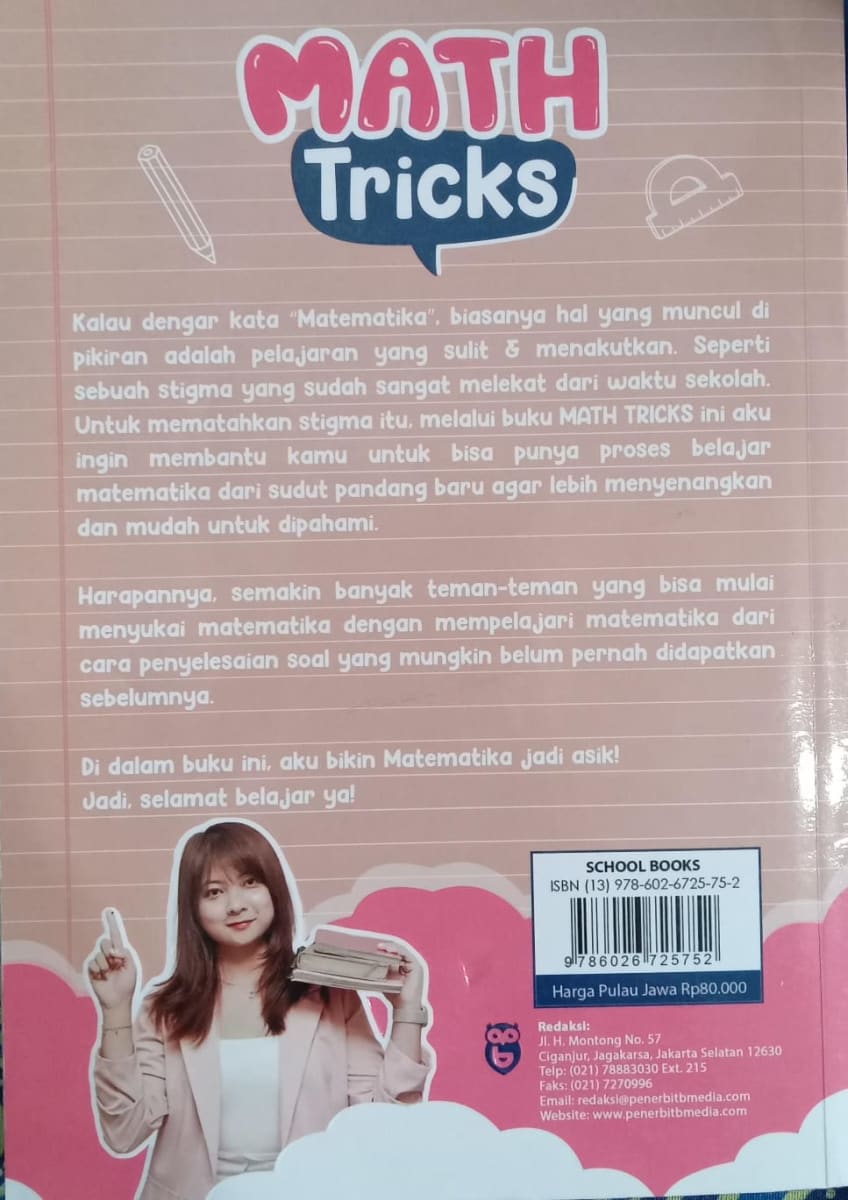 MATH
Tricks
Kalau dengar kata "Matematika", biasanya hal yang muncul di
pikiran adalah pelajaran yang sulit & menakutkan. Seperti
sebuah stigma yang sudah sangat melekat dari waktu sekolah.
Untuk mematahkan stigma itu, melalui buku MATH TRICKS ini aku
ingin membantu kamu untuk bisa punya proses belajar
matematika dari sudut pandang baru agar lebih menyenangkan
dan mudah untuk dipahami.
Harapannya, semakin banyak teman-teman yang bisa mulai
menyukai matematika dengan mempelajari matematika dari
cara penyelesaian soal yang mungkin belum pernah didapatkan
sebelumnya.
Di dalam buku ini, aku bikin Matematika jadi asik!
Jadi, selamat belajar ya!
SCHOOL BOOKS
ISBN (13) 978-602-6725-75-2
9 786026 725752
Harga Pulau Jawa Rp80.000
Redaksi:
Jl. H. Montong No. 57
Ciganjur, Jagakarsa, Jakarta Selatan 12630
Telp: (021) 78883030 Ext. 215
Faks: (021) 7270996
Email: redaksi@penerbitbmedia.com
Website: www.penerbitbmedia.com